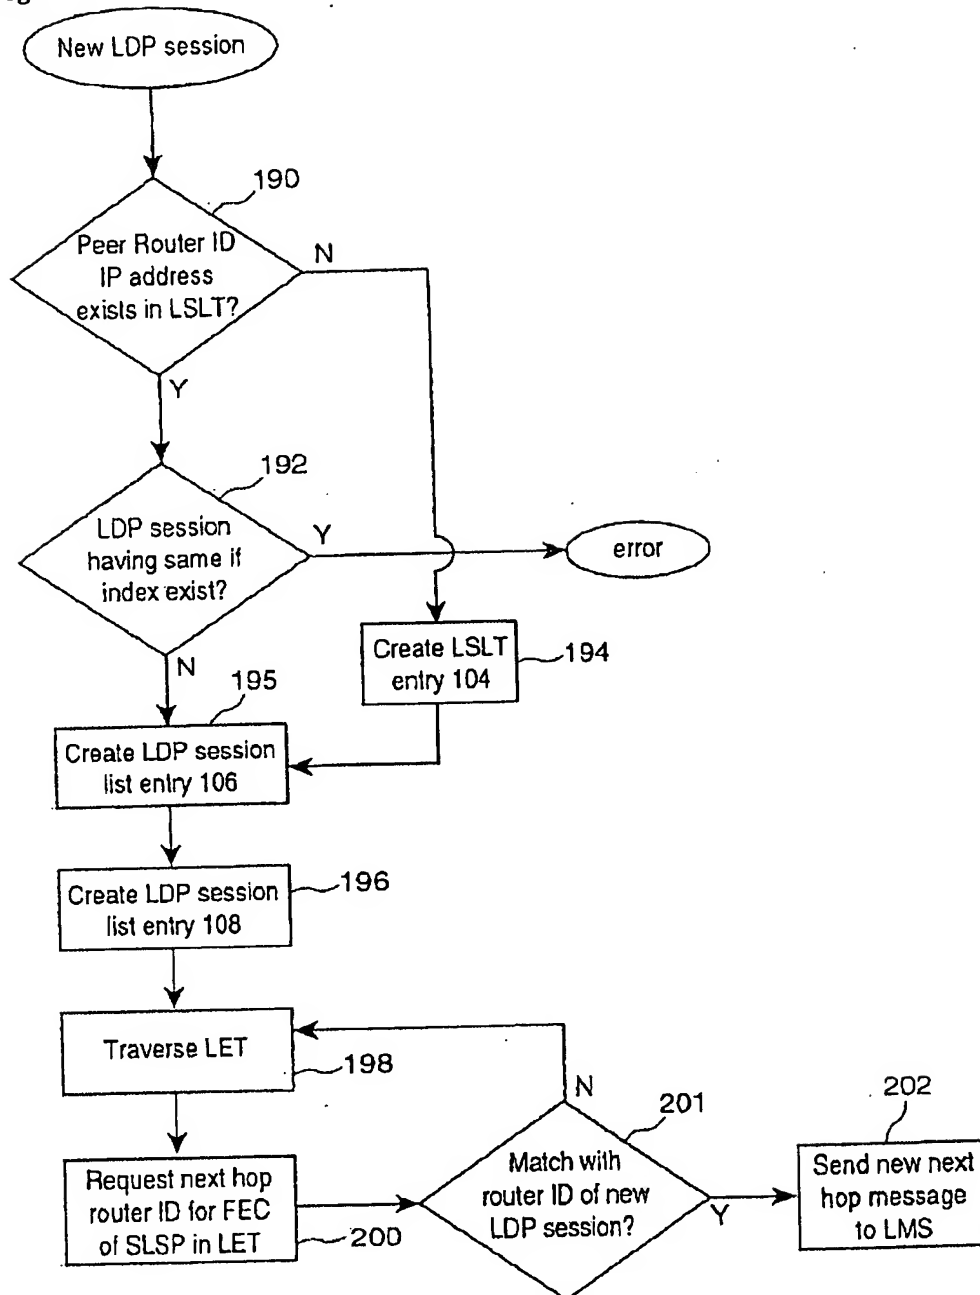 New LDP session
190
Peer Router ID
IP address
exists in LSLT?
N
Y
192
LDP session
having same if
index exist?
Y
error
N
Create LSLT
entry 104
194
195
Create LDP session
list entry 106
Create LDP session
list entry 108
196
Traverse LET
198
N
201
202
Request next hop
router ID for FEC
of SLSP in LET
200
Match with
router ID of new
LDP session?
Y
Send new next
hop message
to LMS